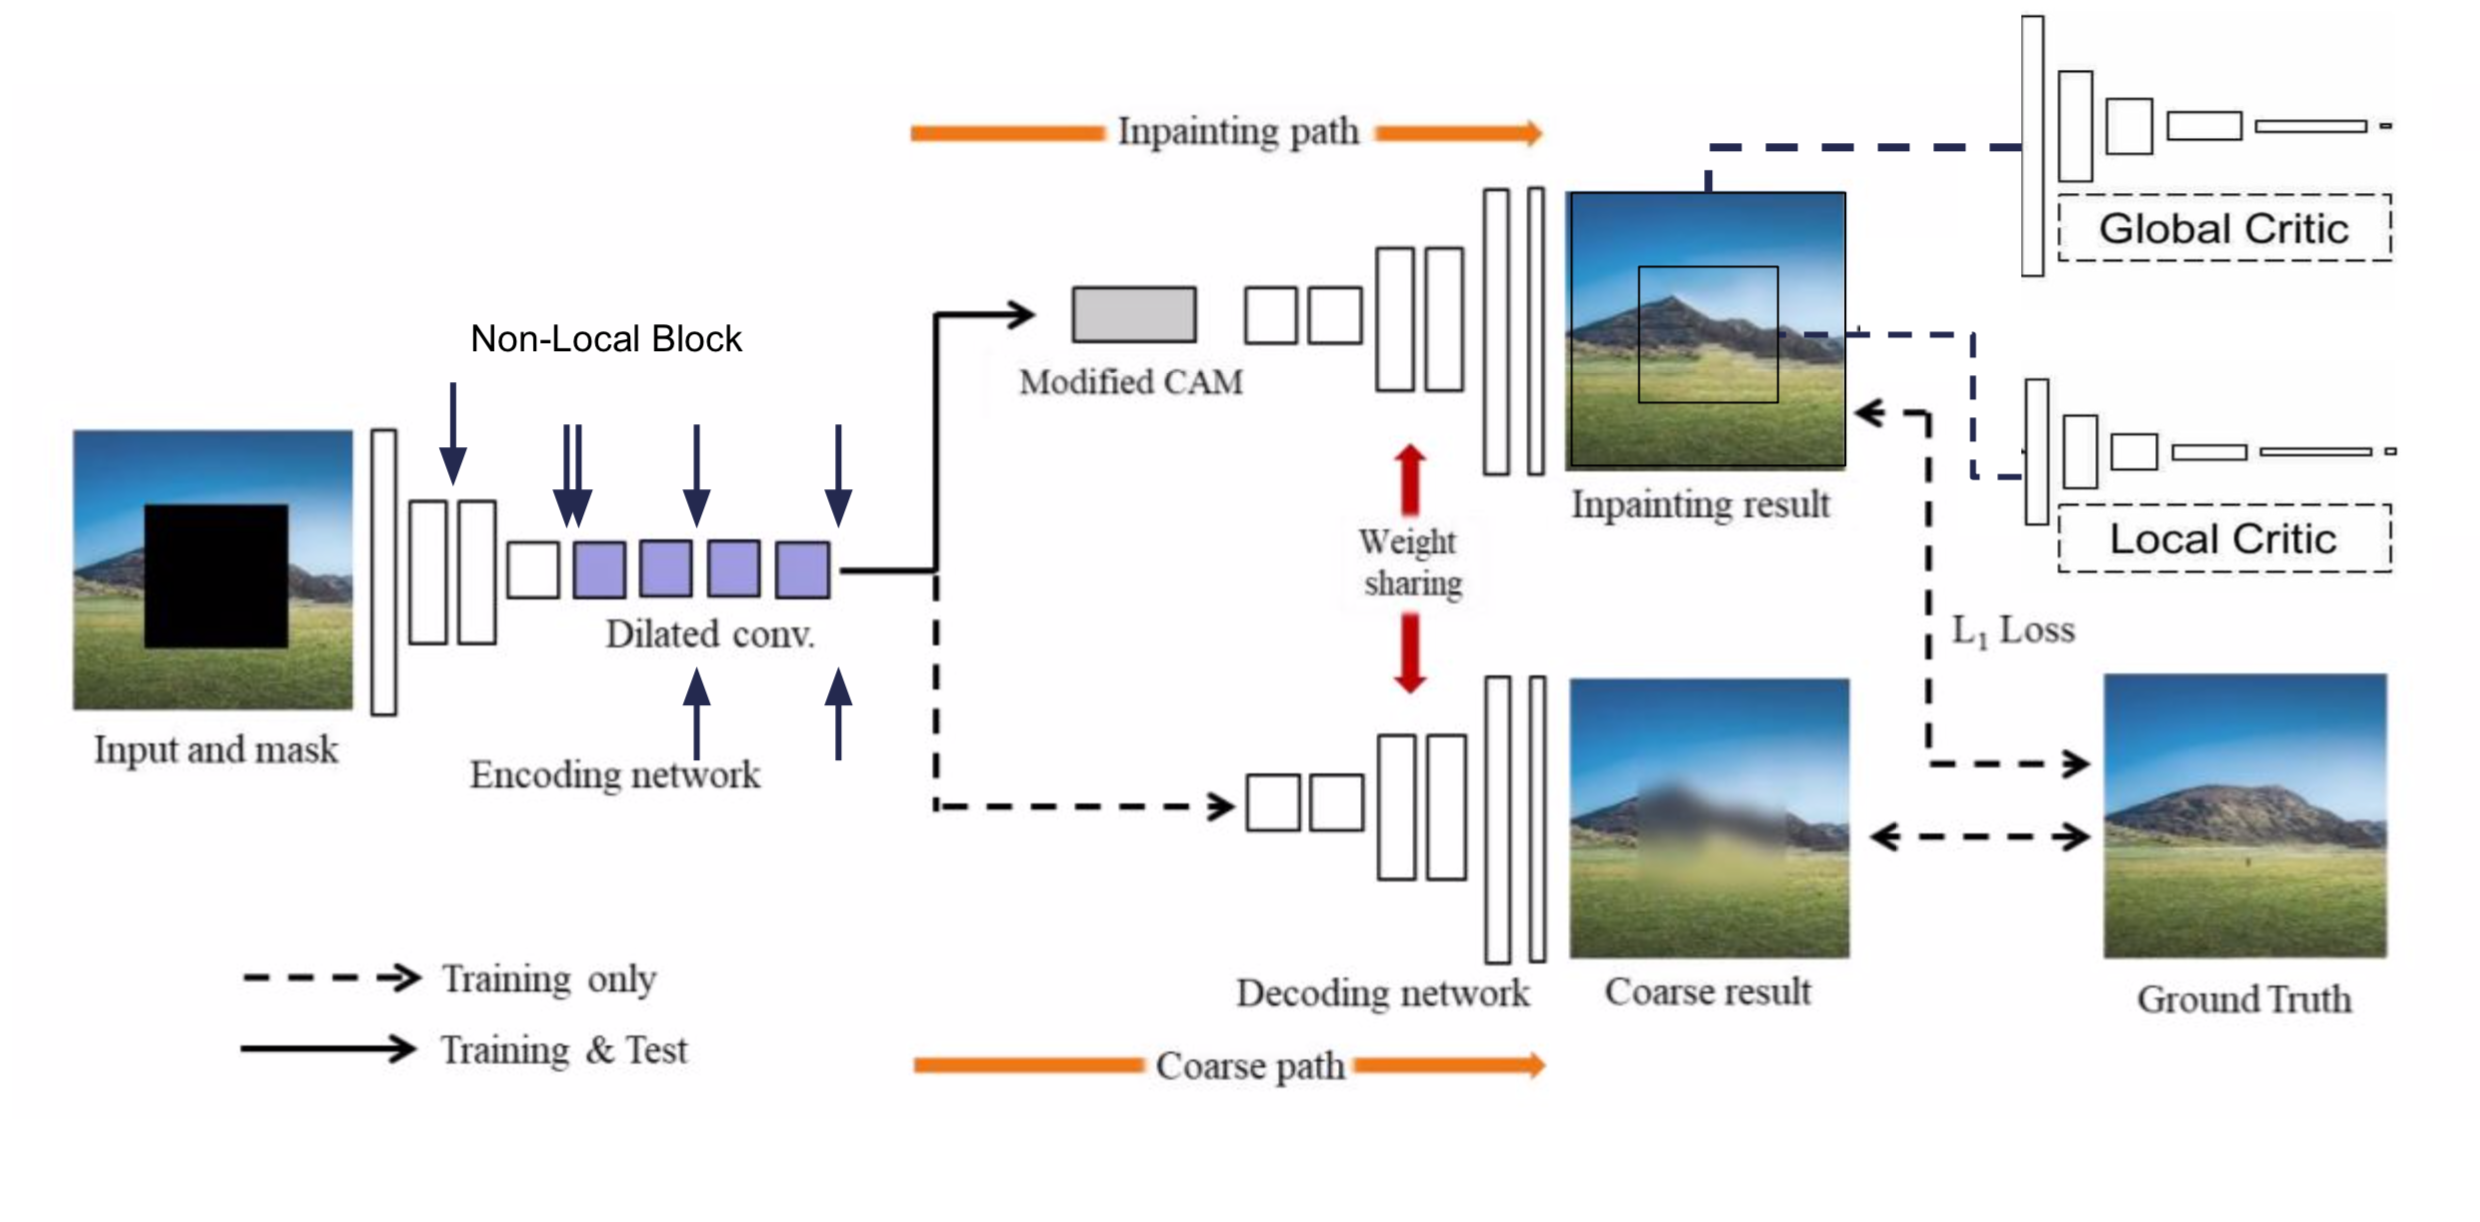 Inpainting path
Global Critic
Non-Local Block
Modified CAM
Inpainting result
Weight
sharing
Local Critic
Dilated conv.
L₁ Loss
Input and mask
Encoding network
Training only
Training & Test
Decoding network
Coarse result
Ground Truth
Coarse path